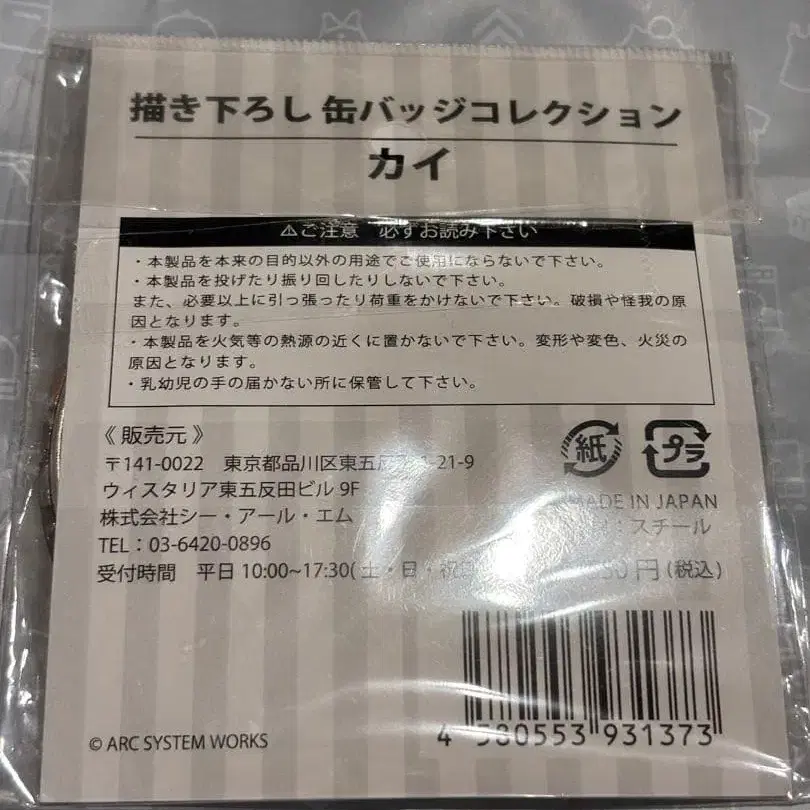 描き下ろし 缶バッジコレクション
カイ
⚠ご注意 必ずお読み下さい
・本製品を本来の目的以外の用途でご使用にならないで下さい。
・本製品を投げたり振り回したりしないで下さい。
また、必要以上に引っ張ったり荷重をかけないで下さい。破損や怪我の原
因となります。
・本製品を火気等の熱源の近くに置かないで下さい。変形や変色、火災の
原因となります。
・乳幼児の手の届かない所に保管して下さい。
《 販売元 》
〒141-0022 東京都品川区東五反 -21-9
ウィスタリア東五反田ビル 9F
株式会社シー・アール・エム
TEL：03-6420-0896
受付時間 平日 10:00~17:30( 土・日・祝日
紙
プラ
MADE IN JAPAN
：スチール
円（税込）
4 580553 931373
© ARC SYSTEM WORKS